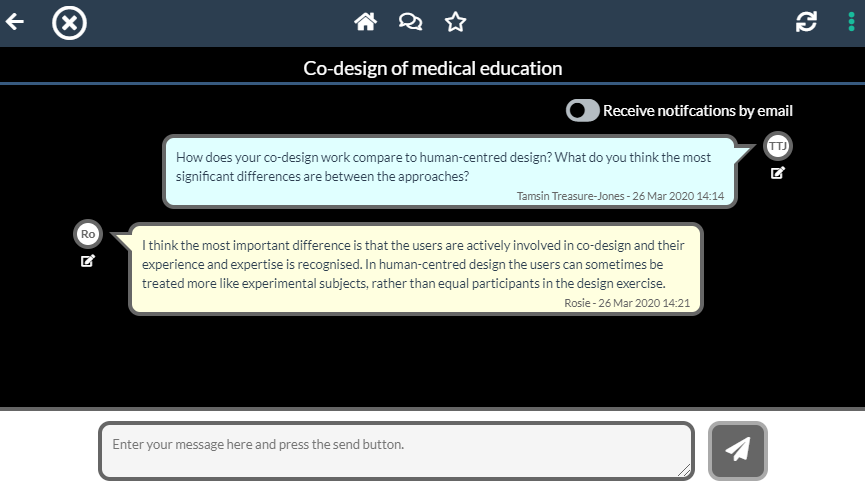 Co-design of medical education
Receive notifcations by email
TTJ
How does your co-design work compare to human-centred design? What do you think the most
significant differences are between the approaches?
Tamsin Treasure-Jones - 26 Mar 2020 14:14
Ro
I think the most important difference is that the users are actively involved in co-design and their
experience and expertise is recognised. In human-centred design the users can sometimes be
treated more like experimental subjects, rather than equal participants in the design exercise.
Rosie - 26 Mar 2020 14:21
Enter your message here and press the send button.